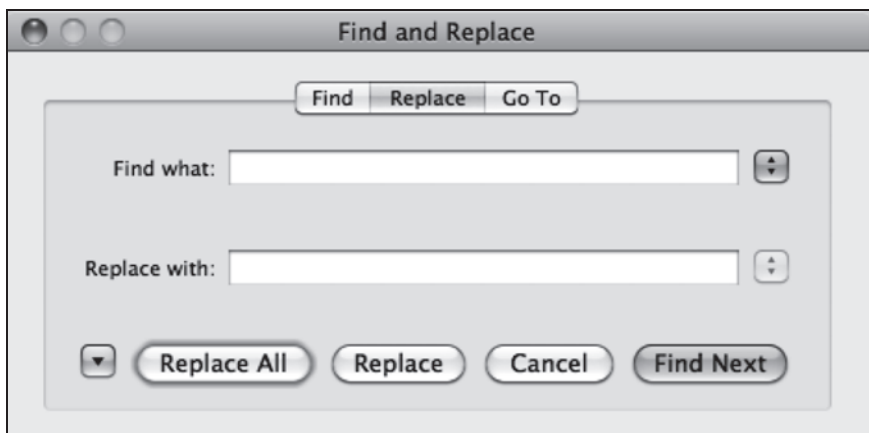 Find and Replace
Find Replace Go To
Find what:
Replace with:
Replace All Replace Cancel Find Next